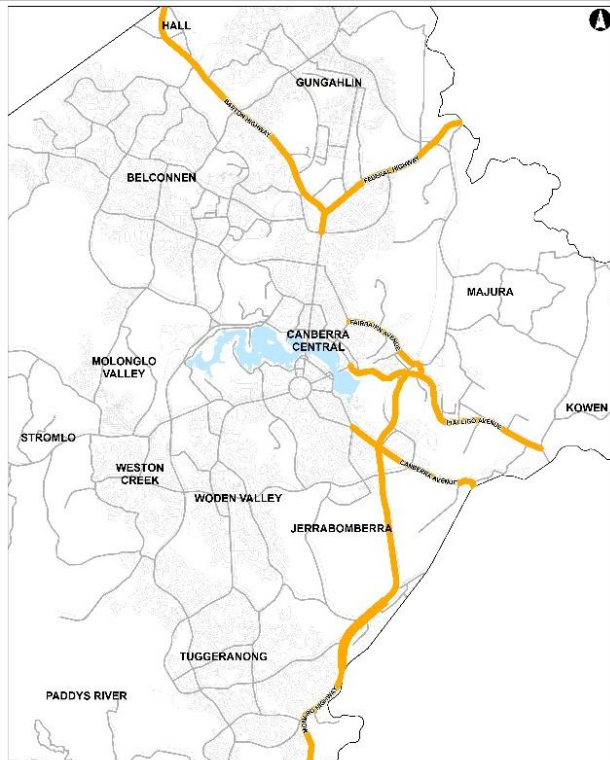 HALL
GUNGAHLIN
BARTON HIGHWAY
FEDERAL HIGHWAY
BELCONNEN
MAJURA
FAIRBAIRN AVENUE
CANBERRA
CENTRAL
MOLONGLO
VALLEY
KOWEN
PIALLIGO AVENUE
STROMLO
CANBERRA AVENUE
WESTON
CREEK
WODEN VALLEY
JERRABOMBERRA
TUGGERANONG
PADDYS RIVER
MONARO HIGHWAY